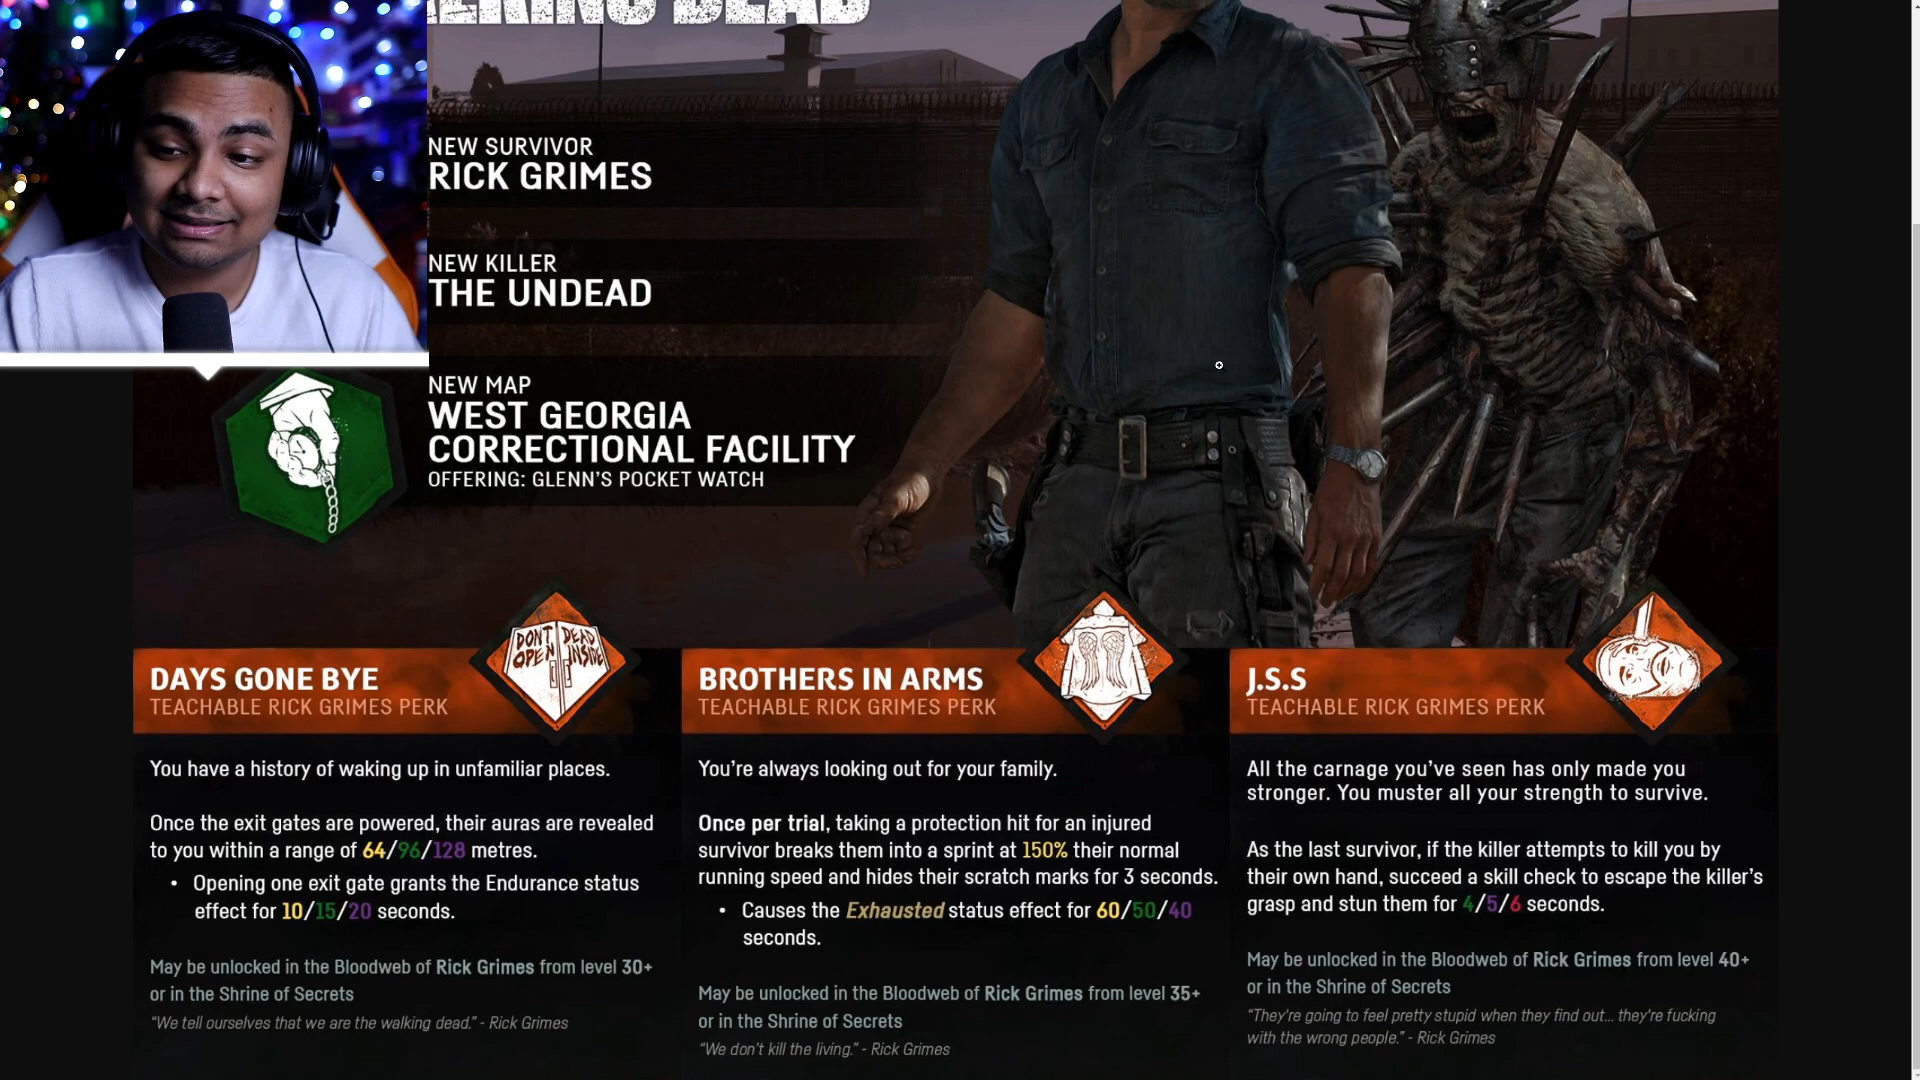 DEAD
NEW SURVIVOR
RICK GRIMES
NEW KILLER
THE UNDEAD
NEW MAP
WEST GEORGIA
CORRECTIONAL FACILITY
OFFERING: GLENN'S POCKET WATCH
DON'T OPEN
DEAD INSIDE
DAYS GONE BYE
TEACHABLE RICK GRIMES PERK
You have a history of waking up in unfamiliar places.
Once the exit gates are powered, their auras are revealed
to you within a range of 64/96/128 metres.
• Opening one exit gate grants the Endurance status
effect for 10/15/20 seconds.
May be unlocked in the Bloodweb of Rick Grimes from level 30+
or in the Shrine of Secrets
“We tell ourselves that we are the walking dead.” - Rick Grimes
BROTHERS IN ARMS
TEACHABLE RICK GRIMES PERK
You're always looking out for your family.
Once per trial, taking a protection hit for an injured
survivor breaks them into a sprint at 150% their normal
running speed and hides their scratch marks for 3 seconds.
• Causes the Exhausted status effect for 60/50/40
seconds.
May be unlocked in the Bloodweb of Rick Grimes from level 35+
or in the Shrine of Secrets
“We don't kill the living.” - Rick Grimes
J.S.S
TEACHABLE RICK GRIMES PERK
All the carnage you've seen has only made you
stronger. You muster all your strength to survive.
As the last survivor, if the killer attempts to kill you by
their own hand, succeed a skill check to escape the killer's
grasp and stun them for 4/5/6 seconds.
May be unlocked in the Bloodweb of Rick Grimes from level 40+
or in the Shrine of Secrets
“They're going to feel pretty stupid when they find out... they're fucking
with the wrong people.” - Rick Grimes